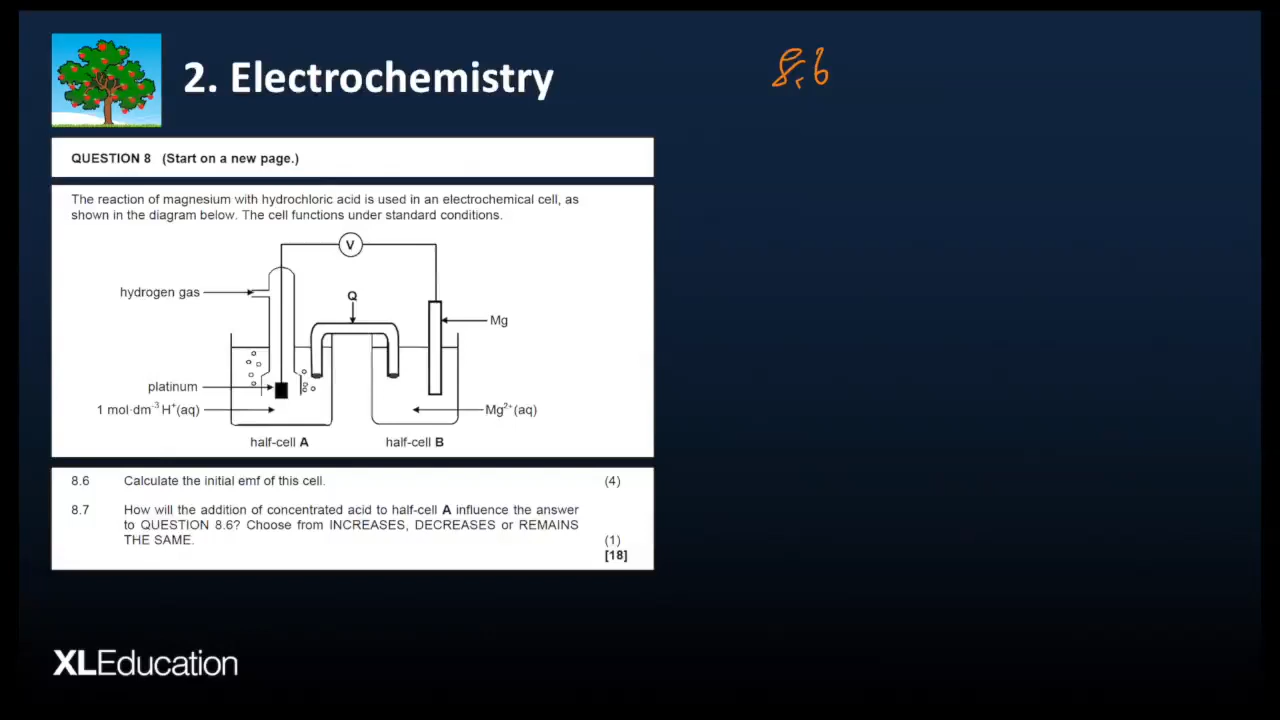 2. Electrochemistry
8.6
QUESTION 8 (Start on a new page.)
The reaction of magnesium with hydrochloric acid is used in an electrochemical cell, as
shown in the diagram below. The cell functions under standard conditions.
V
hydrogen gas
Q
Mg
platinum
1 mol·dm⁻³ H⁺(aq)
Mg²⁺(aq)
half-cell A
half-cell B
8.6 Calculate the initial emf of this cell. (4)
8.7 How will the addition of concentrated acid to half-cell A influence the answer
to QUESTION 8.6? Choose from INCREASES, DECREASES or REMAINS
THE SAME. (1)
[18]
XLEducation